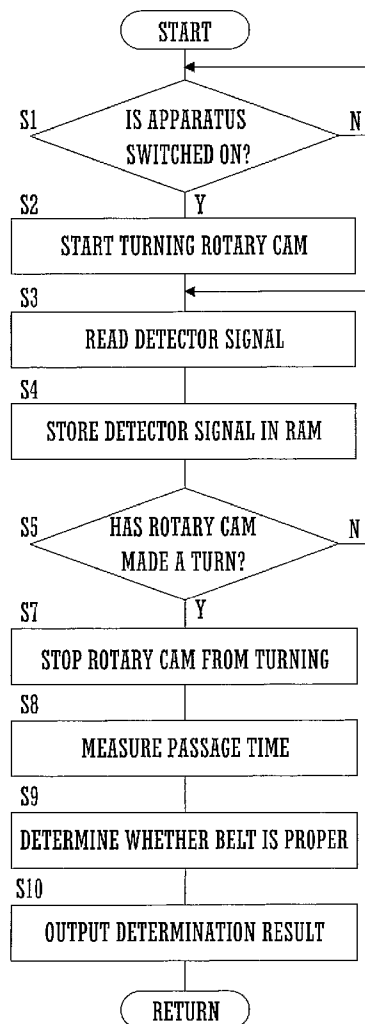 START
S1
IS APPARATUS
SWITCHED ON?
N
Y
S2
START TURNING ROTARY CAM
S3
READ DETECTOR SIGNAL
S4
STORE DETECTOR SIGNAL IN RAM
S5
HAS ROTARY CAM
MADE A TURN?
N
Y
S7
STOP ROTARY CAM FROM TURNING
S8
MEASURE PASSAGE TIME
S9
DETERMINE WHETHER BELT IS PROPER
S10
OUTPUT DETERMINATION RESULT
RETURN